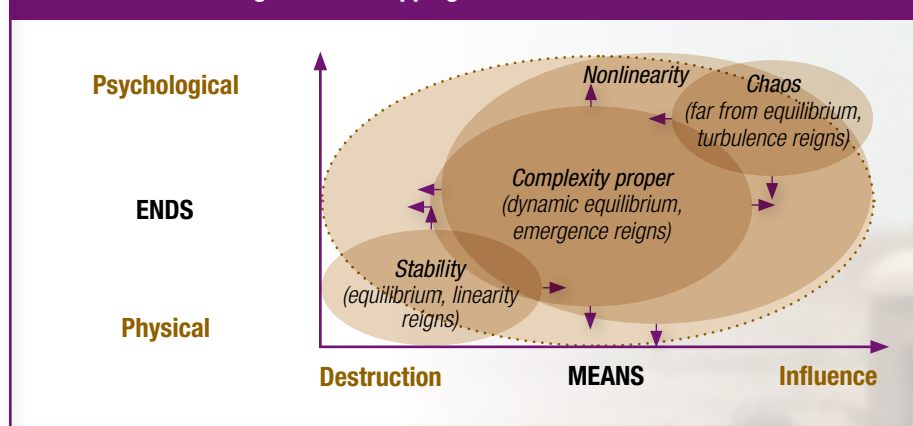 Psychological
Nonlinearity
Chaos
(far from equilibrium,
turbulence reigns)
ENDS
Complexity proper
(dynamic equilibrium,
emergence reigns)
Stability
(equilibrium, linearity
reigns)
Physical
Destruction
MEANS
Influence